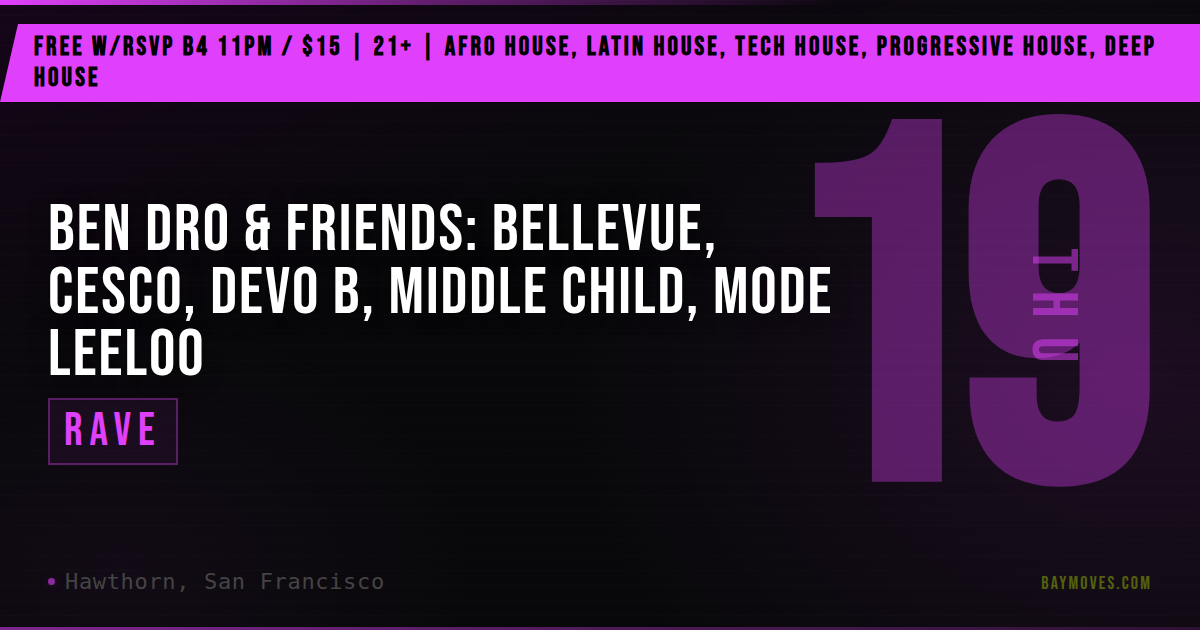 FREE W/RSVP B4 11PM / $15 | 21+ | AFRO HOUSE, LATIN HOUSE, TECH HOUSE, PROGRESSIVE HOUSE, DEEP
HOUSE
19
THU
BEN DRO & FRIENDS: BELLEVUE,
CESCO, DEVO B, MIDDLE CHILD, MODE
LEELOO
RAVE
Hawthorn, San Francisco
BAYMOVES.COM